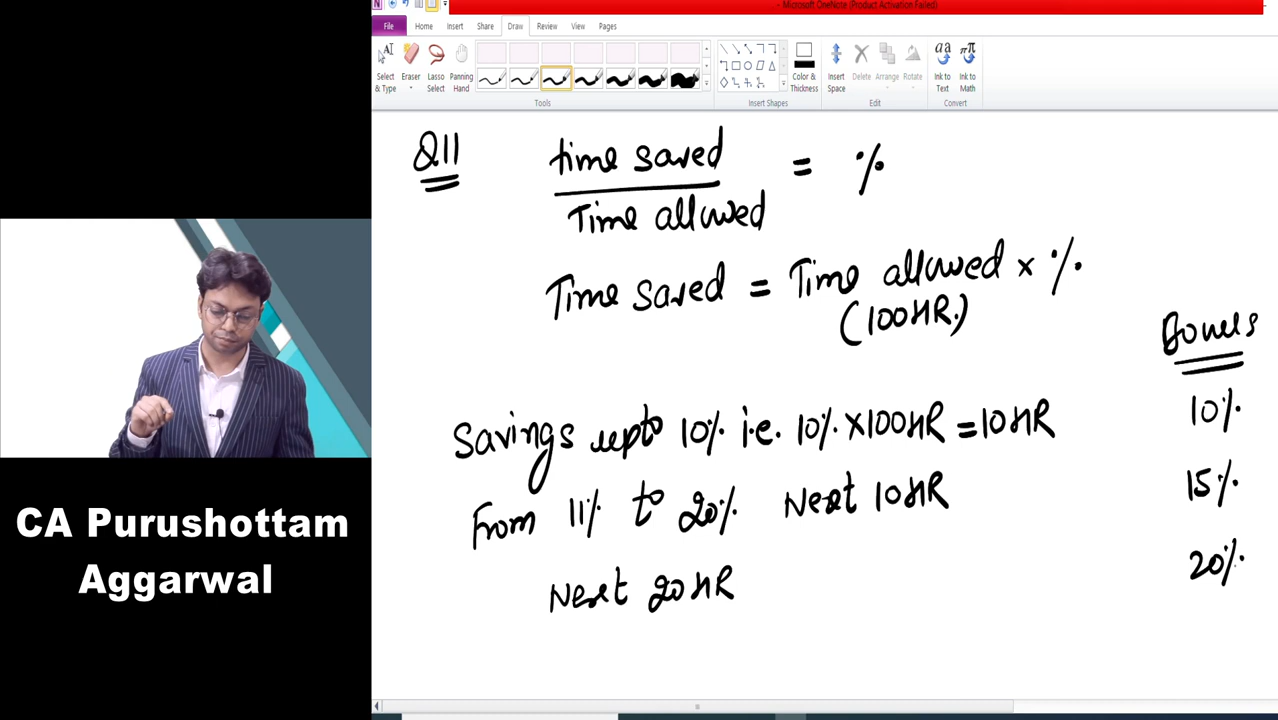 - Microsoft OneNote (Product Activation Failed)
File Home Insert Share Draw Review View Pages
Select & Type
Eraser
Lasso Select
Panning Hand
Color & Thickness
Insert Space
Delete
Arrange
Rotate
Ink to Text
Ink to Math
Tools
Insert Shapes
Edit
Convert
Q11
time saved = %
Time allowed
Time saved = Time allowed × %
(100HR.)
Bonus
Savings upto 10% i.e. 10% × 100HR = 10HR 10%
From 11% to 20% Next 10HR 15%
Next 20HR 20%
CA Purushottam
Aggarwal